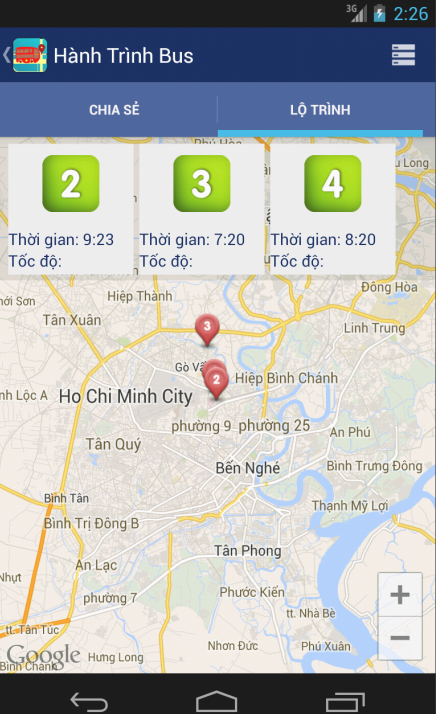 3G 2:26
Hành Trình Bus
CHIA SẺ LỘ TRÌNH
2 3 4
Thời gian: 9:23 Thời gian: 7:20 Thời gian: 8:20
Tốc độ: Tốc độ: Tốc độ:
Long
Đông Hòa
Hiệp Thành
Tân Xuân
Linh Trung
3
Gò Vấ
2
Hiệp Bình Chánh
Lộc A
Ho Chi Minh City
phường 9 phường 25
An Phú
Tân Quý
Bến Nghé
Bình Trưng Đông
Bình Tân
Thạnh Mỹ Lợi
Bình Trị Đông B
Tân Phong
An Lạc
Nhựt
Phước Kiển
phường 7
tt. Nhà Bè
tt. Tân Túc
Nhơn Đức
Phú Xuân
Google
Hưng Long
Bình Chánh
+
−